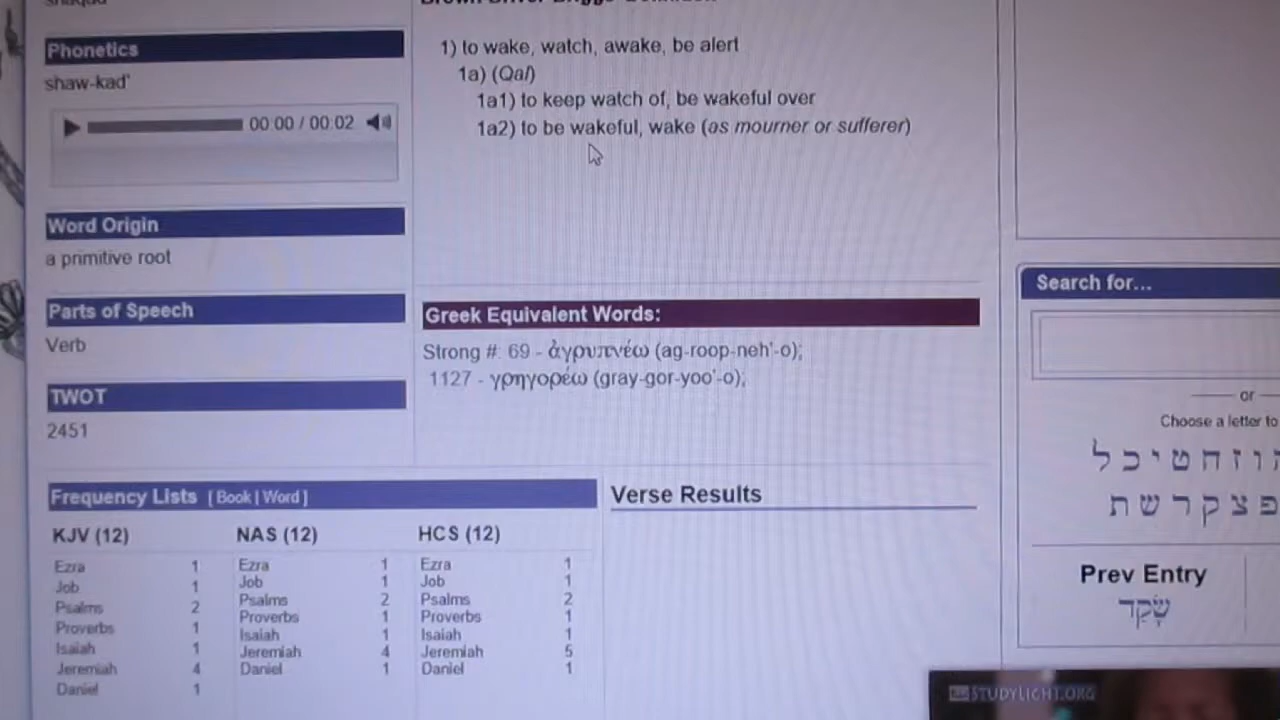 shaqad
Brown-Driver-Briggs' Definition
Phonetics
shaw-kad'
00:00 / 00:02
Word Origin
a primitive root
Parts of Speech
Verb
TWOT
2451
1) to wake, watch, awake, be alert
1a) (Qal)
1a1) to keep watch of, be wakeful over
1a2) to be wakeful, wake (as mourner or sufferer)
Greek Equivalent Words:
Strong #: 69 - ἀγρυπνέω (ag-roop-neh'-o);
1127 - γρηγορέω (gray-gor-yoo'-o);
Frequency Lists [ Book | Word ]
KJV (12)
Ezra 1
Job 1
Psalms 2
Proverbs 1
Isaiah 1
Jeremiah 4
Daniel 1
NAS (12)
Ezra 1
Job 1
Psalms 2
Proverbs 1
Isaiah 1
Jeremiah 4
Daniel 1
HCS (12)
Ezra 1
Job 1
Psalms 2
Proverbs 1
Isaiah 1
Jeremiah 5
Daniel 1
Verse Results
Search for...
or
Choose a letter to
ו ז ח ט י כ ל
פ צ ק ר ש ת
Prev Entry
שָׂקַד
STUDYLIGHT.ORG